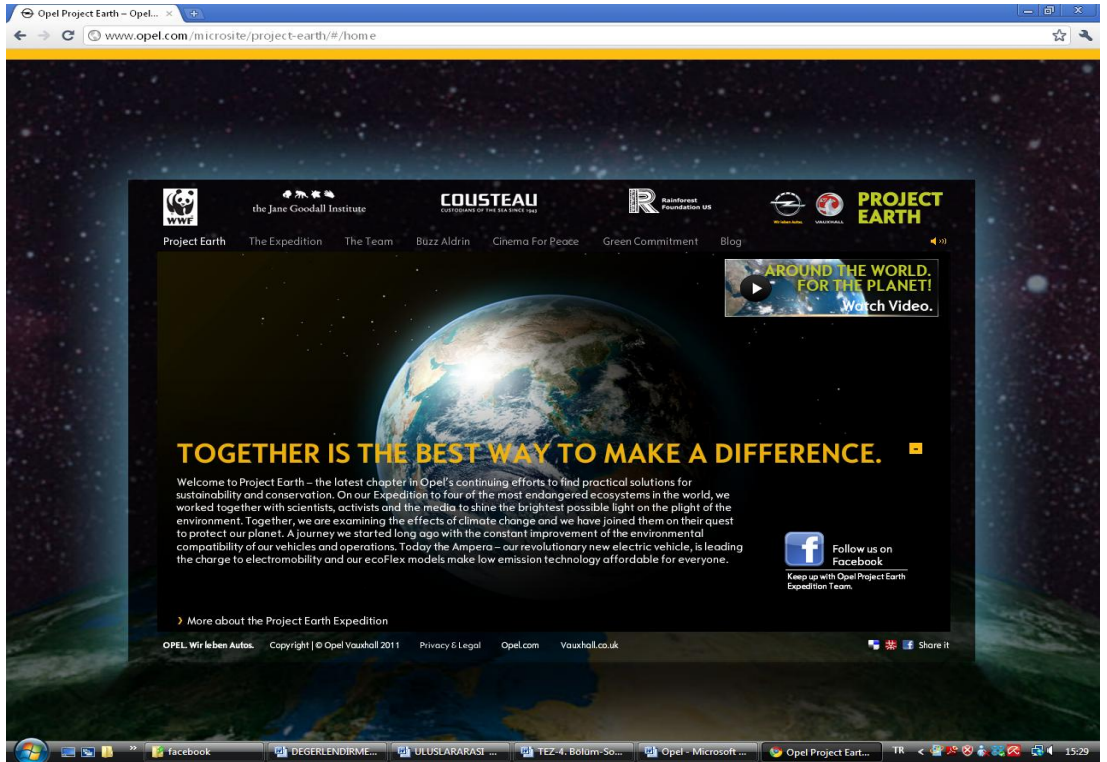 Opel Project Earth – Opel...
www.opel.com/microsite/project-earth/#/home
WWF
the Jane Goodall Institute
COUSTEAU
CUSTODIANS OF THE SEA SINCE 1943
Rainforest
Foundation US
Wir leben Autos.
VAUXHALL
PROJECT
EARTH
Project Earth The Expedition The Team Buzz Aldrin Cinema For Peace Green Commitment Blog
AROUND THE WORLD.
FOR THE PLANET!
Watch Video.
TOGETHER IS THE BEST WAY TO MAKE A DIFFERENCE.
Welcome to Project Earth – the latest chapter in Opel's continuing efforts to find practical solutions for
sustainability and conservation. On our Expedition to four of the most endangered ecosystems in the world, we
worked together with scientists, activists and the media to shine the brightest possible light on the plight of the
environment. Together, we are examining the effects of climate change and we have joined them on their quest
to protect our planet. A journey we started long ago with the constant improvement of the environmental
compatibility of our vehicles and operations. Today the Ampera – our revolutionary new electric vehicle, is leading
the charge to electromobility and our ecoFlex models make low emission technology affordable for everyone.
Follow us on
Facebook
Keep up with Opel Project Earth
Expedition Team.
More about the Project Earth Expedition
OPEL. Wir leben Autos. Copyright | © Opel Vauxhall 2011 Privacy & Legal Opel.com Vauxhall.co.uk Share it
facebook DEGERLENDİRME... ULUSLARARASI ... TEZ-4. Bölüm-So... Opel - Microsoft ... Opel Project Eart... TR 15:29